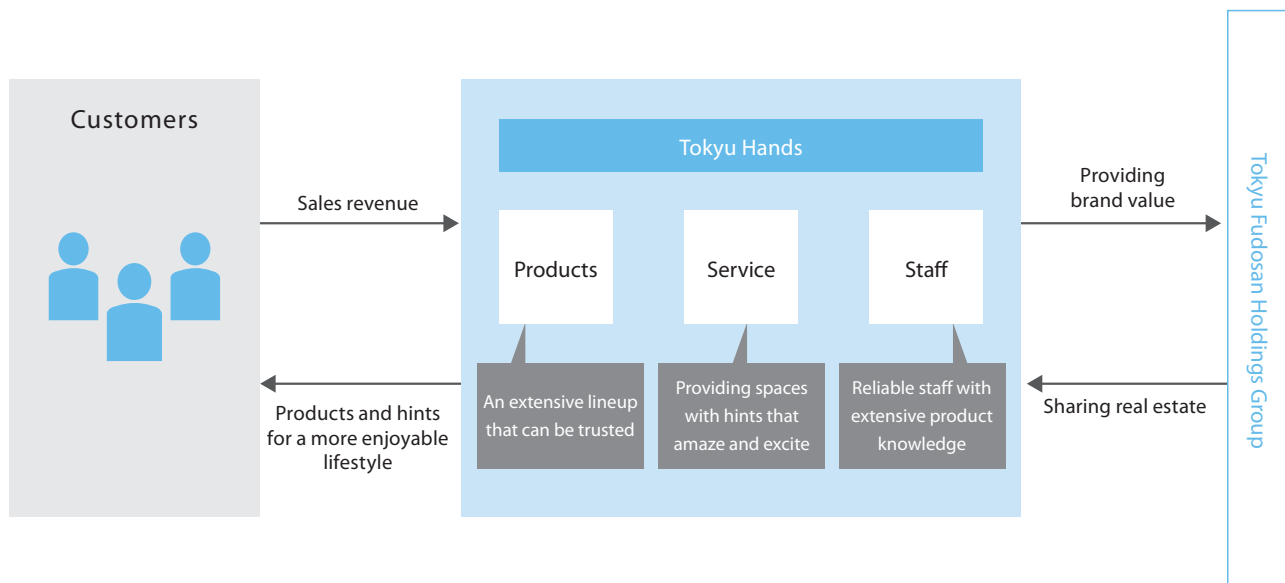 Customers
Sales revenue
Products and hints
for a more enjoyable
lifestyle
Tokyu Hands
Products
Service
Staff
An extensive lineup
that can be trusted
Providing spaces
with hints that
amaze and excite
Reliable staff with
extensive product
knowledge
Providing
brand value
Sharing real estate
Tokyu Fudosan Holdings Group